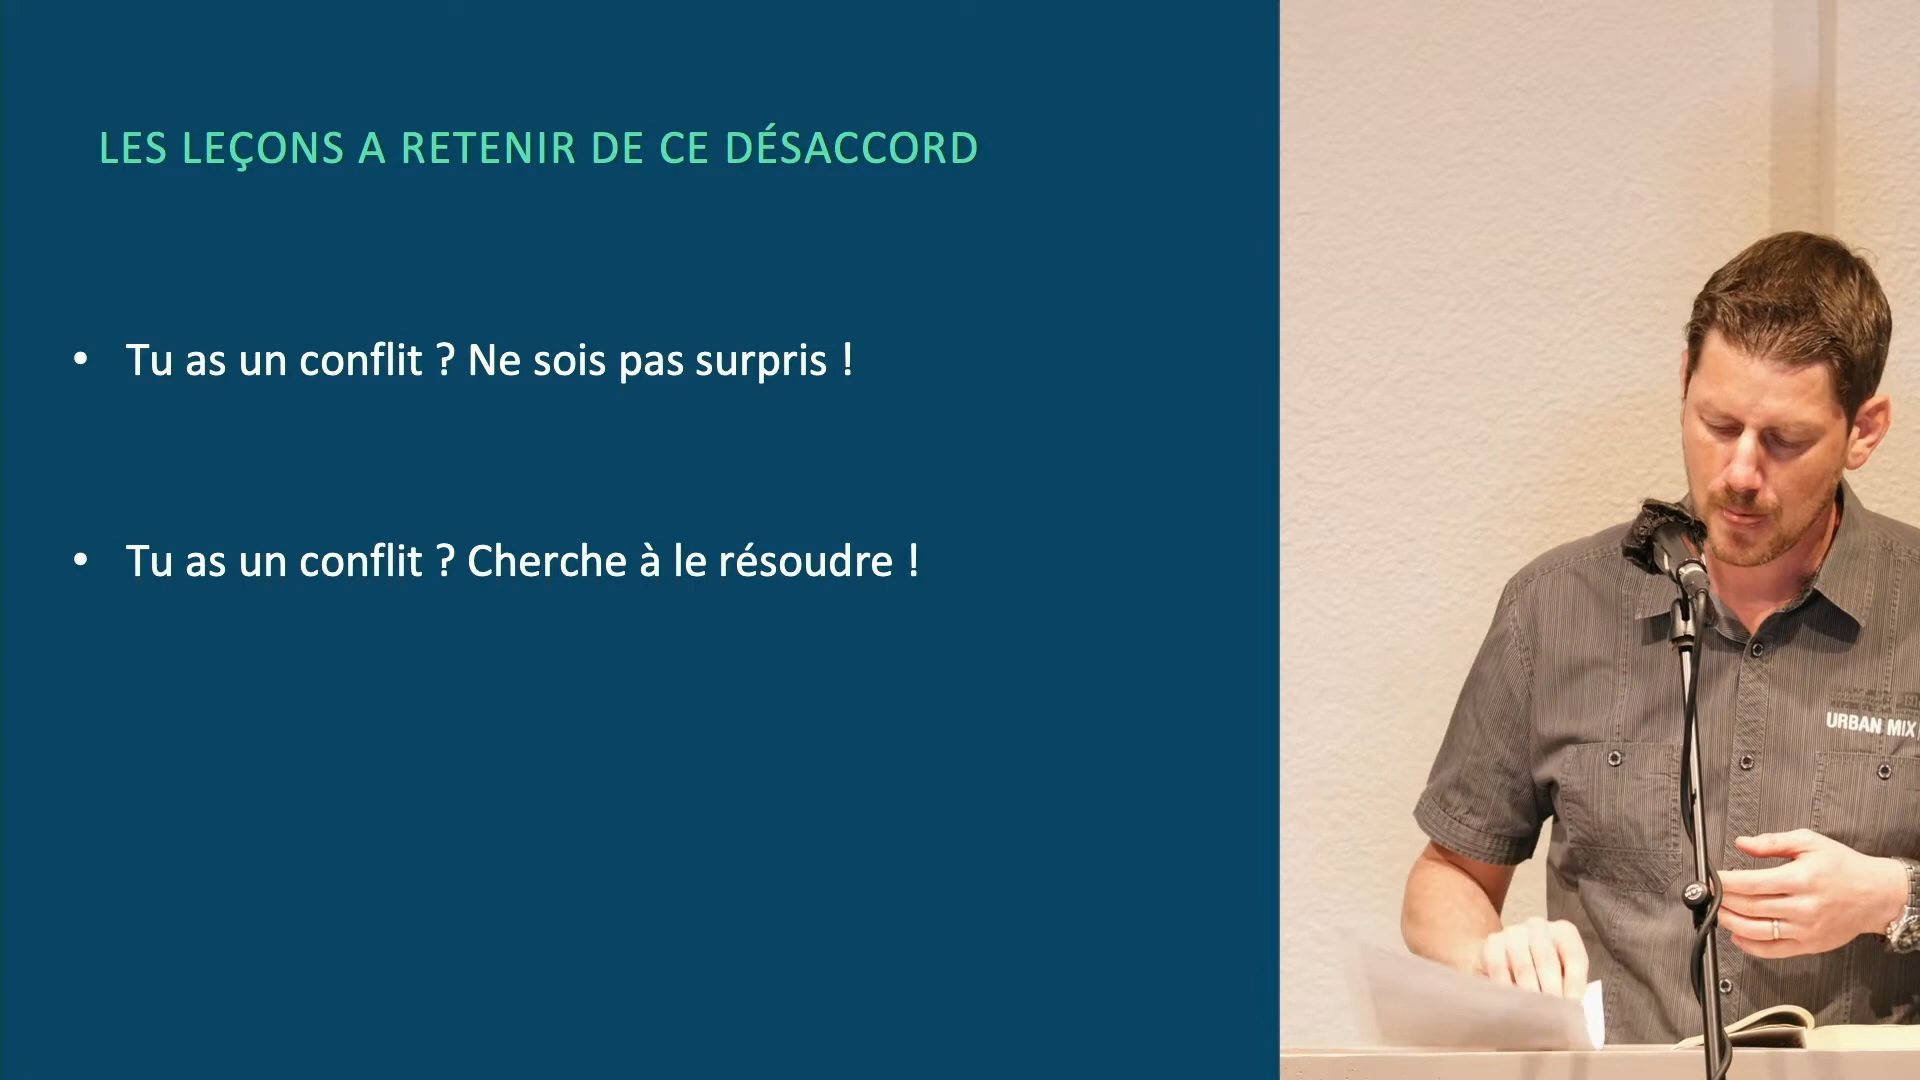 LES LEÇONS A RETENIR DE CE DÉSACCORD
• Tu as un conflit ? Ne sois pas surpris !
• Tu as un conflit ? Cherche à le résoudre !
URBAN MIX